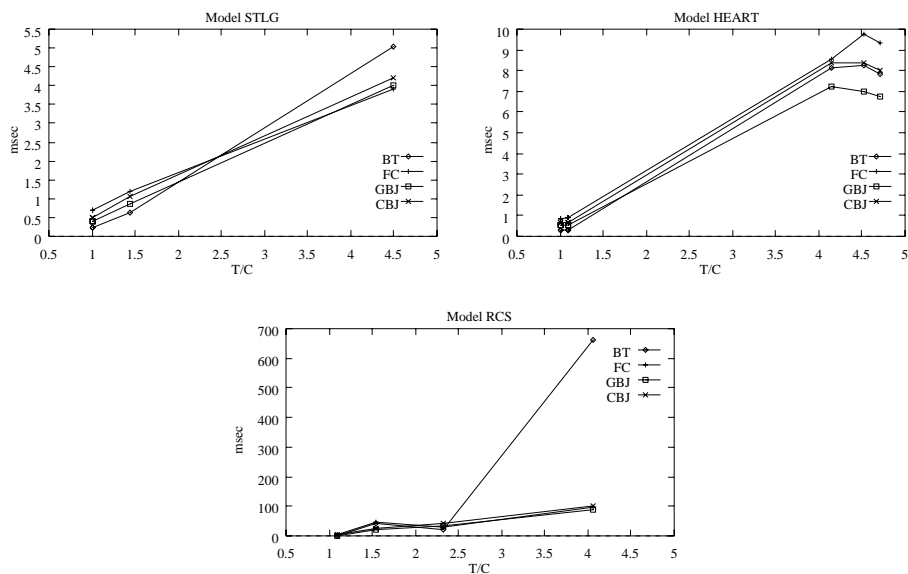 Model STLG
5.5
5
4.5
4
3.5
3
2.5
2
1.5
1
0.5
0
msec
BT
FC
GBJ
CBJ
0.5 1 1.5 2 2.5 3 3.5 4 4.5 5
T/C
Model HEART
10
9
8
7
6
5
4
3
2
1
0
msec
BT
FC
GBJ
CBJ
0.5 1 1.5 2 2.5 3 3.5 4 4.5 5
T/C
Model RCS
700
600
500
400
300
200
100
0
msec
BT
FC
GBJ
CBJ
0.5 1 1.5 2 2.5 3 3.5 4 4.5 5
T/C